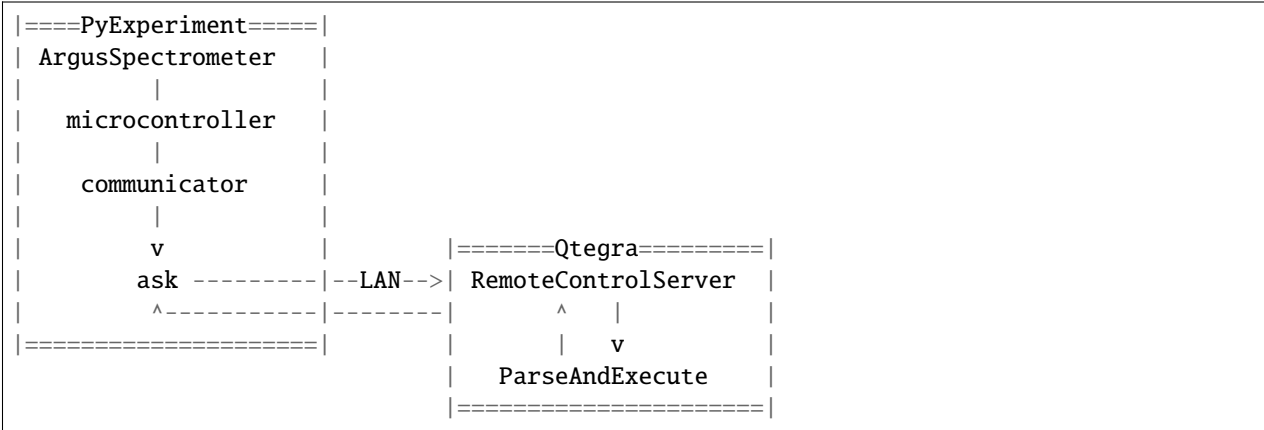 |====PyExperiment=====|
| ArgusSpectrometer   |
|          |          |
|   microcontroller   |
|          |          |
|    communicator     |
|          |          |
|          v          |        |=======Qtegra=========|
|        ask ---------|--LAN-->| RemoteControlServer  |
|         ^-----------|--------|       ^   |          |
|=====================|        |       |   v          |
                               |   ParseAndExecute    |
                               |======================|